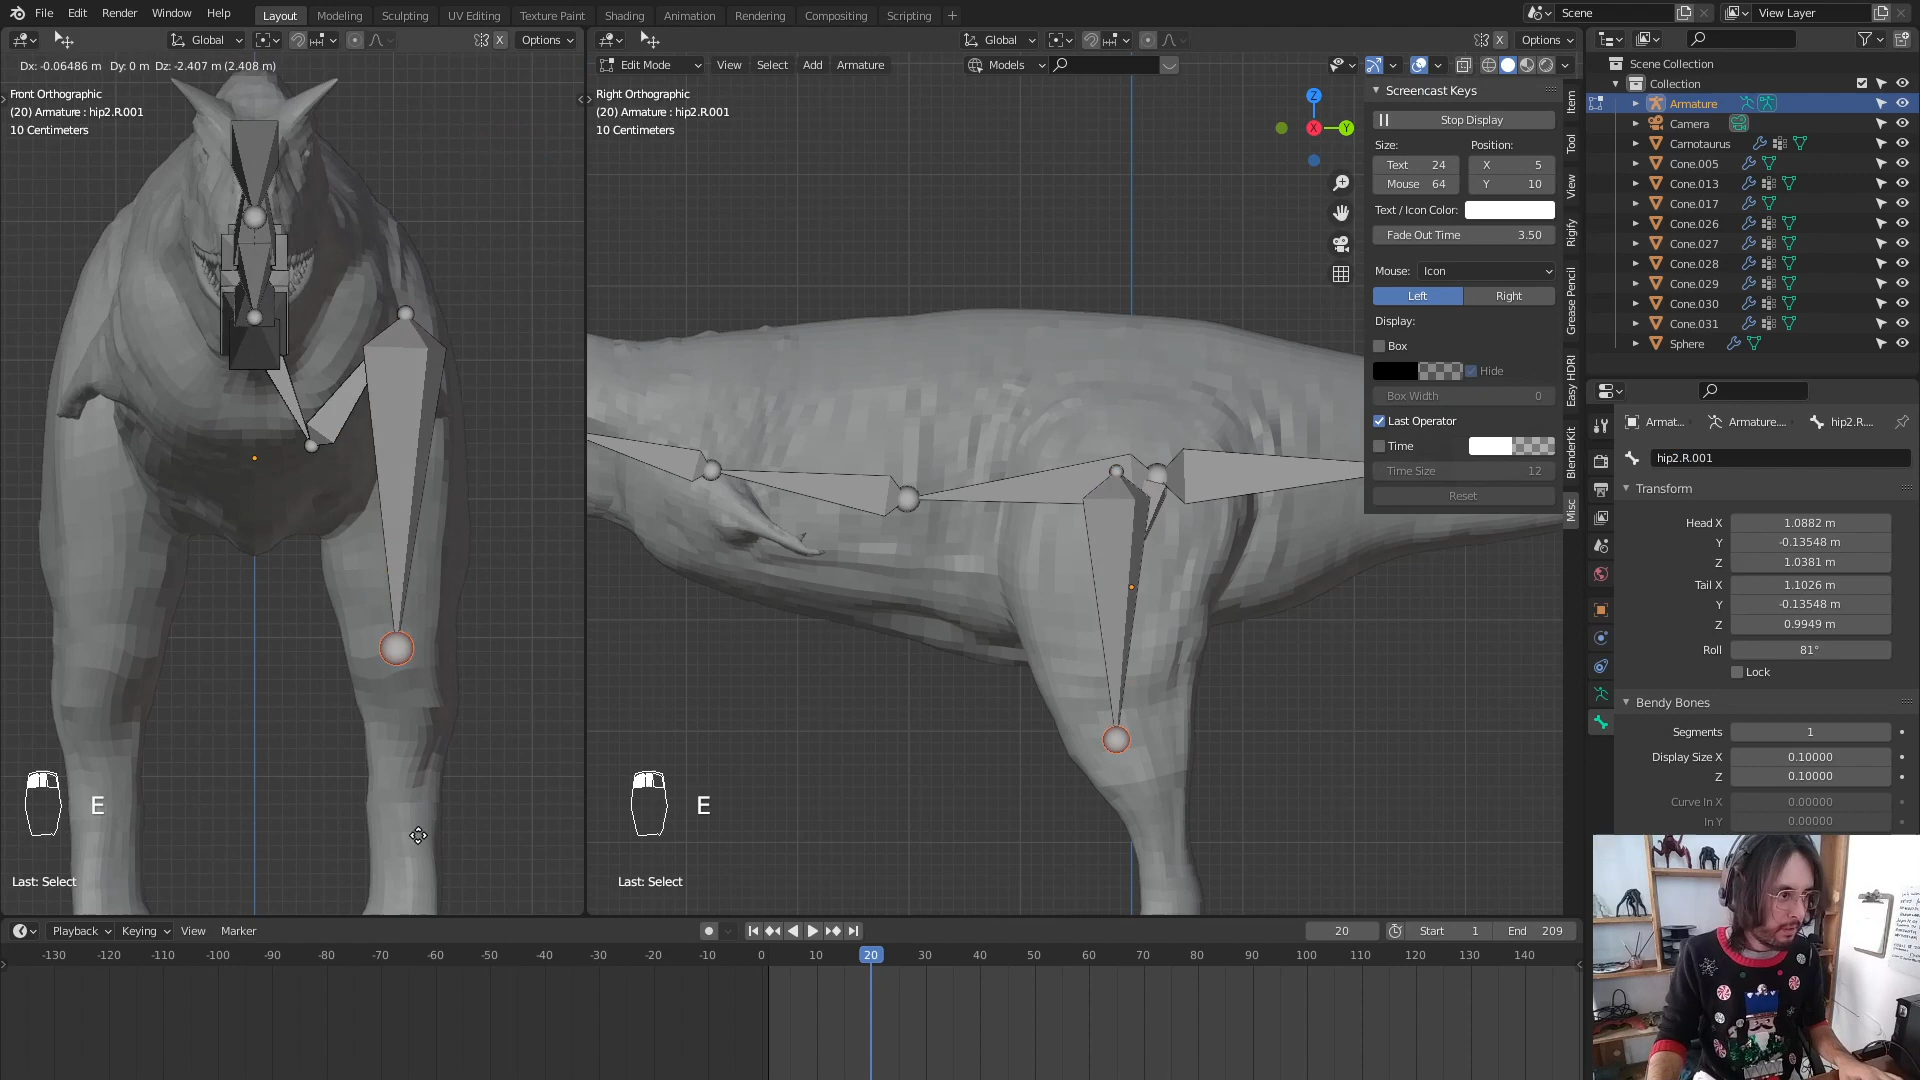 File Edit Render Window Help Layout Modeling Sculpting UV Editing Texture Paint Shading Animation Rendering Compositing Scripting + Scene View Layer
Global Options Global Options
Dx: -0.06486 m Dy: 0 m Dz: -2.407 m (2.408 m)
Edit Mode View Select Add Armature Models
Front Orthographic
(20) Armature : hip2.R.001
10 Centimeters
Right Orthographic
(20) Armature : hip2.R.001
10 Centimeters
Z
X
Y
Screencast Keys
Stop Display
Size: Position:
Text 24 X 5
Mouse 64 Y 10
Text / Icon Color:
Fade Out Time 3.50
Mouse: Icon
Left Right
Display:
Box
Hide
Box Width 0
Last Operator
Time
Time Size 12
Reset
Item
Tool
View
Rigify
Grease Pencil
Easy HDRI
BlenderKit
Misc
Scene Collection
Collection
Armature
Camera
Carnotaurus
Cone.005
Cone.013
Cone.017
Cone.026
Cone.027
Cone.028
Cone.029
Cone.030
Cone.031
Sphere
Armat... Armature.... hip2.R....
hip2.R.001
Transform
Head X 1.0882 m
Y -0.13548 m
Z 1.0381 m
Tail X 1.1026 m
Y -0.13548 m
Z 0.9949 m
Roll 81°
Lock
Bendy Bones
Segments 1
Display Size X 0.10000
Z 0.10000
Curve In X 0.00000
In Y 0.00000
E
E
Last: Select
Last: Select
Playback Keying View Marker 20 Start 1 End 209
-130 -120 -110 -100 -90 -80 -70 -60 -50 -40 -30 -20 -10 0 10 20 30 40 50 60 70 80 90 100 110 120 130 140